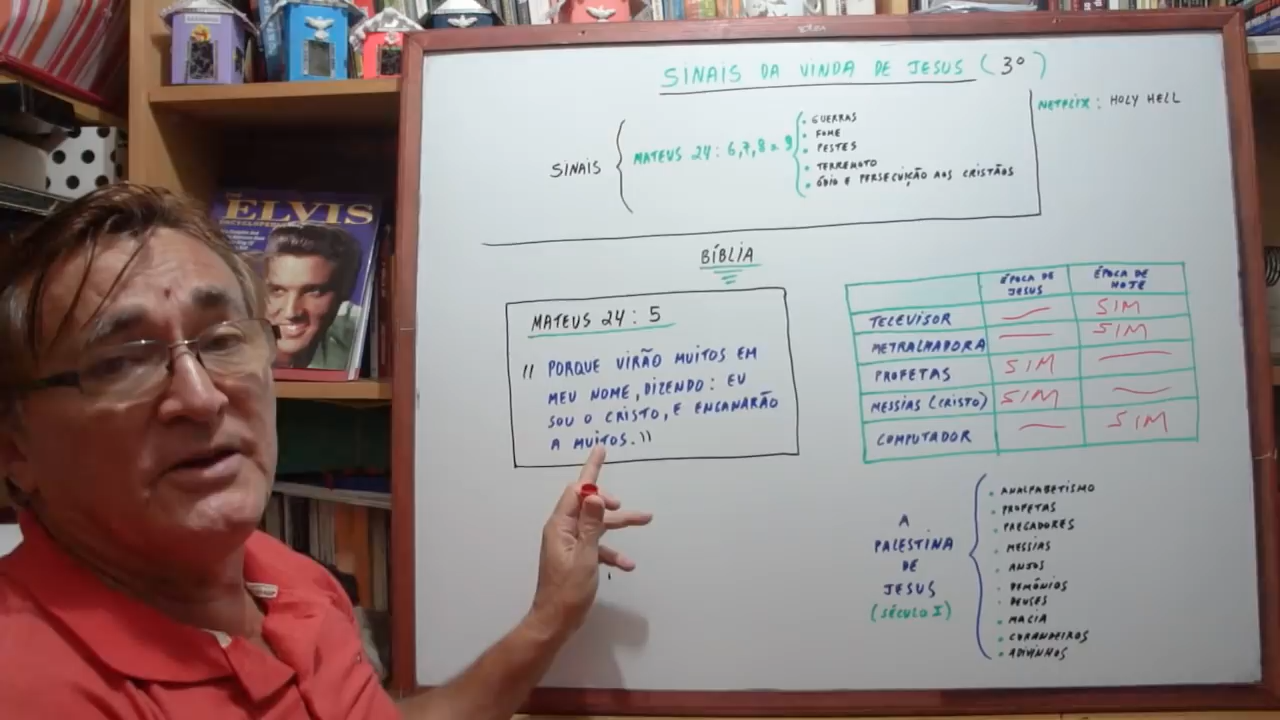 SINAIS DA VINDA DE JESUS (3º)
NETFLIX: HOLY HELL
SINAIS
MATEUS 24: 6,7,8 e 9
• GUERRAS
• FOME
• PESTES
• TERREMOTO
• ÓDIO E PERSECUIÇÃO AOS CRISTÃOS
BÍBLIA
MATEUS 24: 5
" PORQUE VIRÃO MUITOS EM
MEU NOME, DIZENDO: EU
SOU O CRISTO, E ENGANARÃO
A MUITOS."
ÉPOCA DE JESUS ÉPOCA DE HOJE
TELEVISOR — SIM
METRALHADORA — SIM
PROFETAS SIM —
MESSIAS (CRISTO) SIM —
COMPUTADOR — SIM
A
PALESTINA
DE
JESUS
(SÉCULO I)
• ANALFABETISMO
• PROFETAS
• PREGADORES
• MESSIAS
• ANJOS
• DEMÔNIOS
• DEUSES
• MAGIA
• CURANDEIROS
• ADIVINHOS
ELVIS
ENCYCLOPEDIA